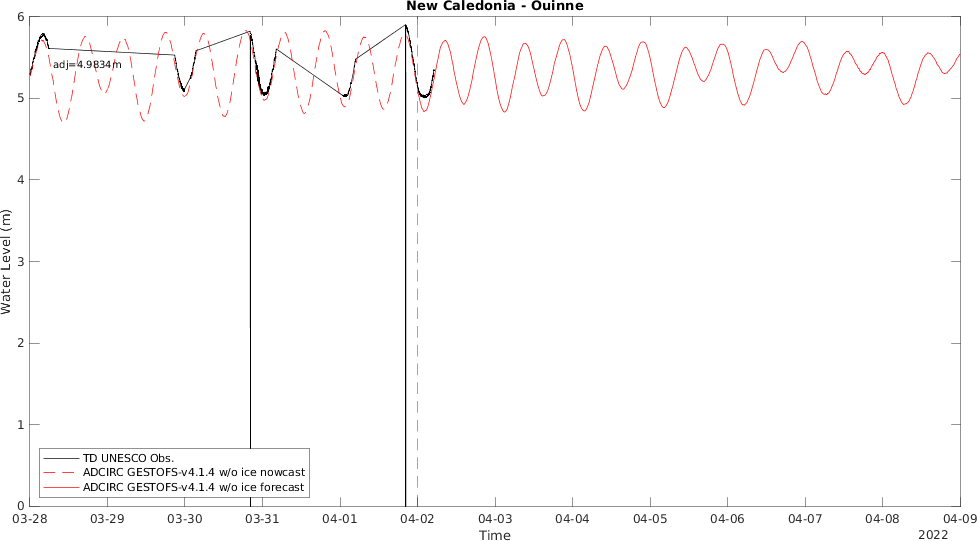 New Caledonia - Ouinne
6
5
4
3
2
1
0
Water Level (m)
adj=4.9834m
TD UNESCO Obs.
ADCIRC GESTOFS-v4.1.4 w/o ice nowcast
ADCIRC GESTOFS-v4.1.4 w/o ice forecast
03-28 03-29 03-30 03-31 04-01 04-02 04-03 04-04 04-05 04-06 04-07 04-08 04-09
Time
2022